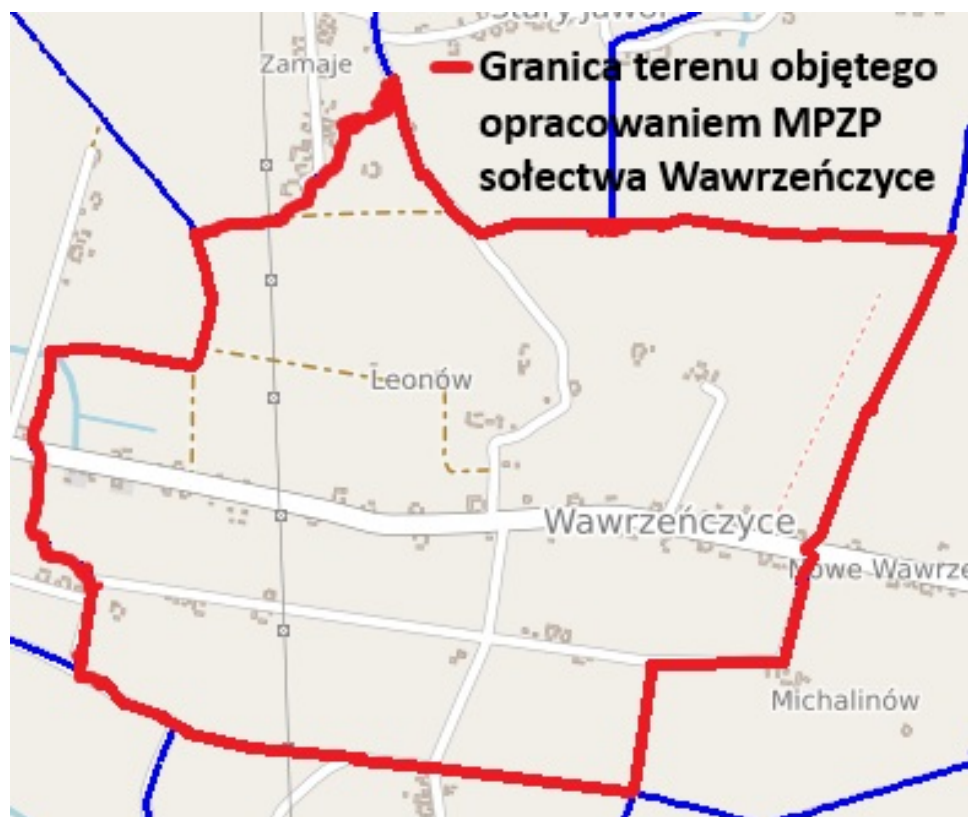 Stary Jawor
Zamaje
Granica terenu objętego
opracowaniem MPZP
sołectwa Wawrzeńczyce
Leonów
Wawrzeńczyce
Nowe Wawrze
Michalinów